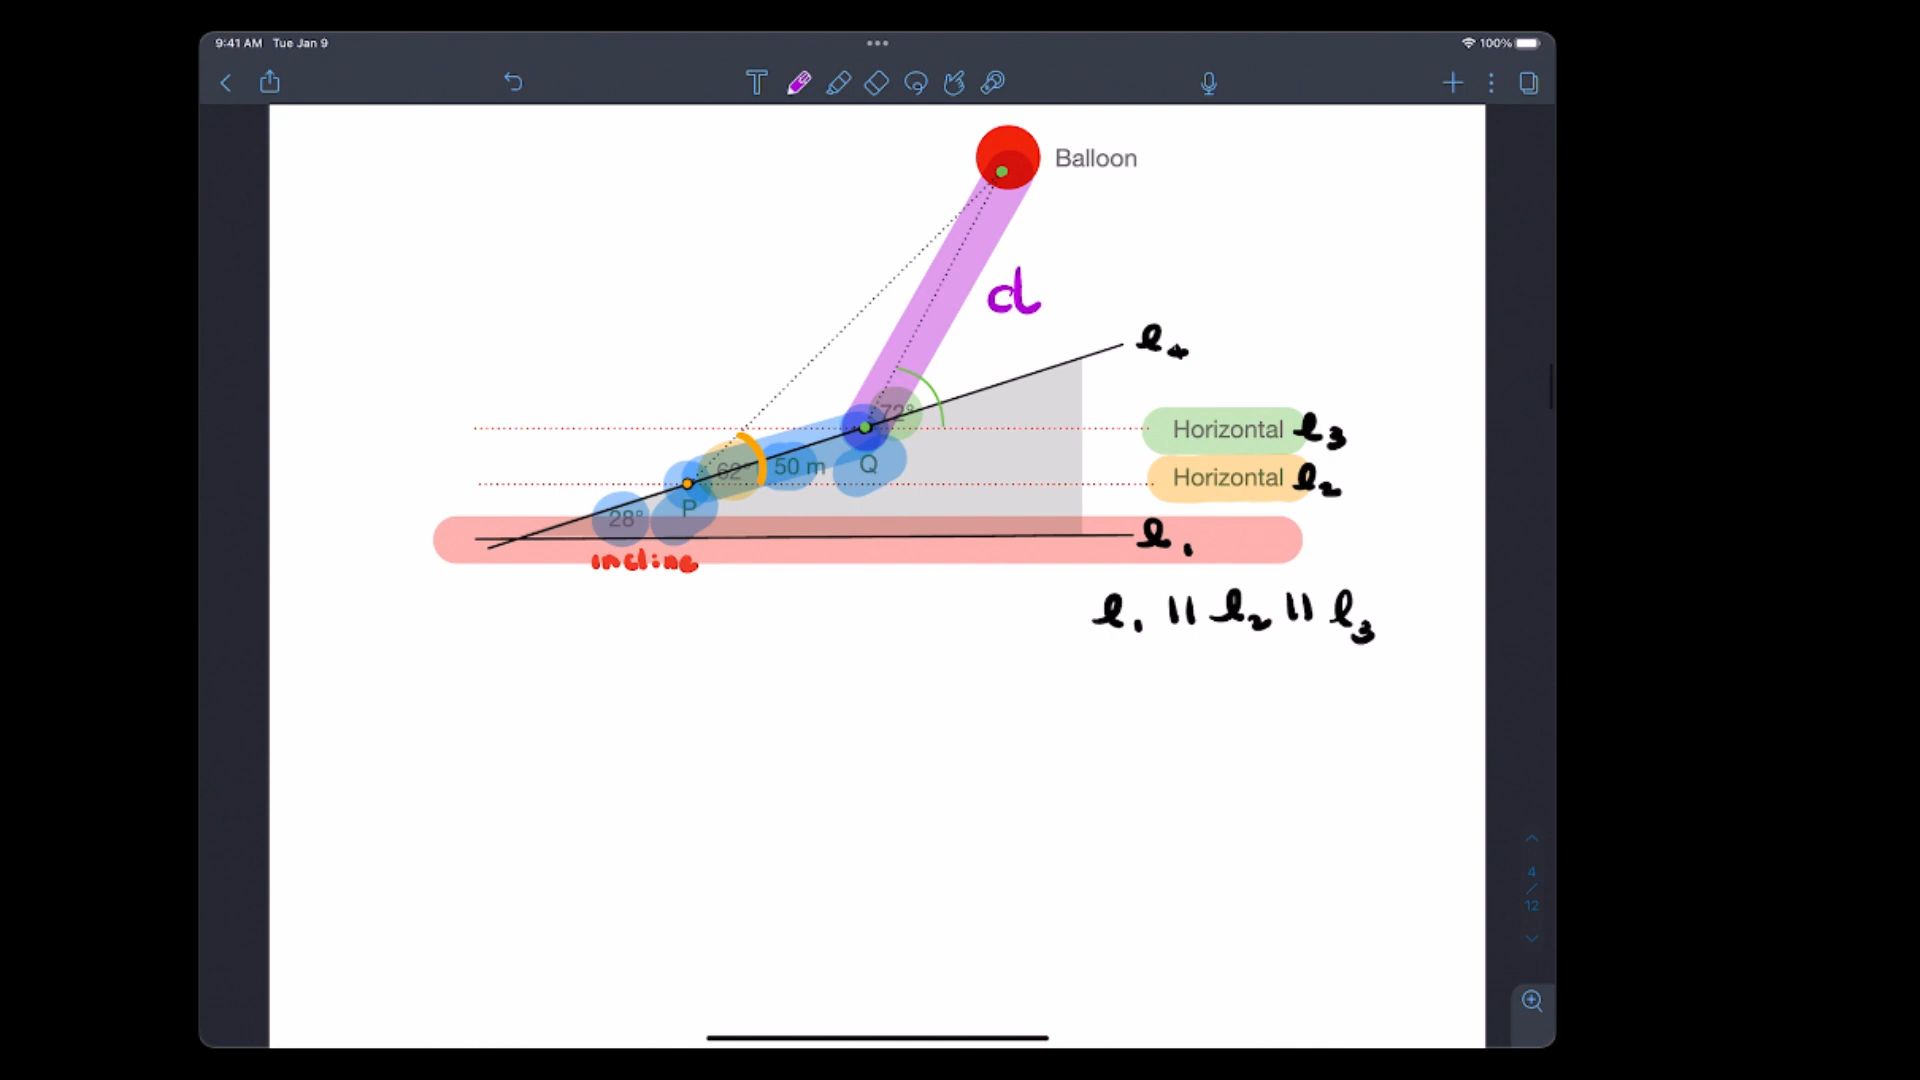 9:41 AM Tue Jan 9
100%
Balloon
d
l₄
72°
Horizontal l₃
62° 50 m Q
Horizontal l₂
P
28°
l₁
incline
l₁ || l₂ || l₃
4
/
12